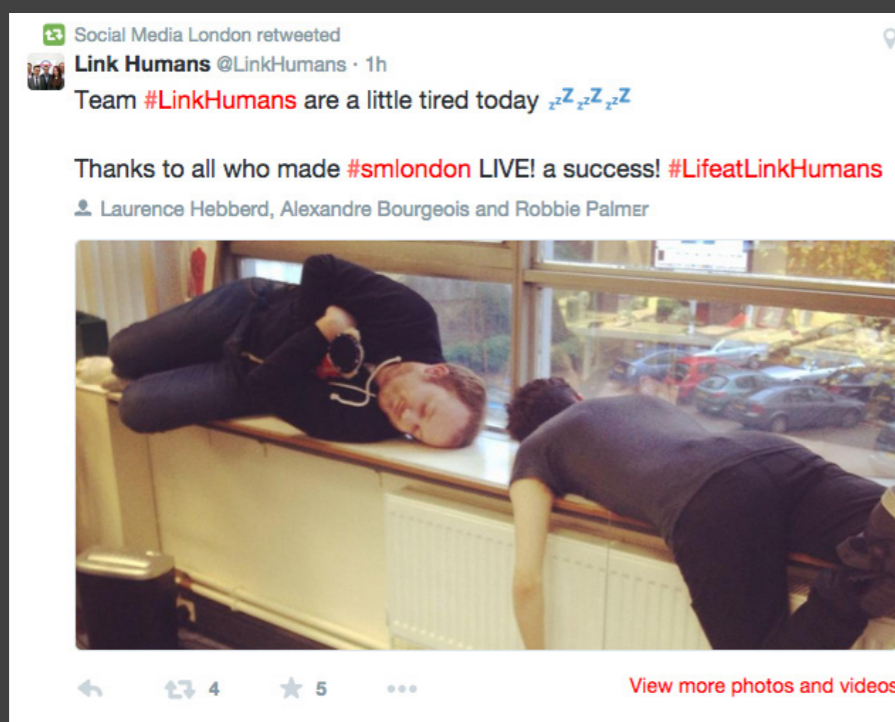 Social Media London retweeted
Link Humans @LinkHumans · 1h
Team #LinkHumans are a little tired today zzZzzZzzZ
Thanks to all who made #smlondon LIVE! a success! #LifeatLinkHumans
Laurence Hebberd, Alexandre Bourgeois and Robbie Palmer
4 5 View more photos and videos